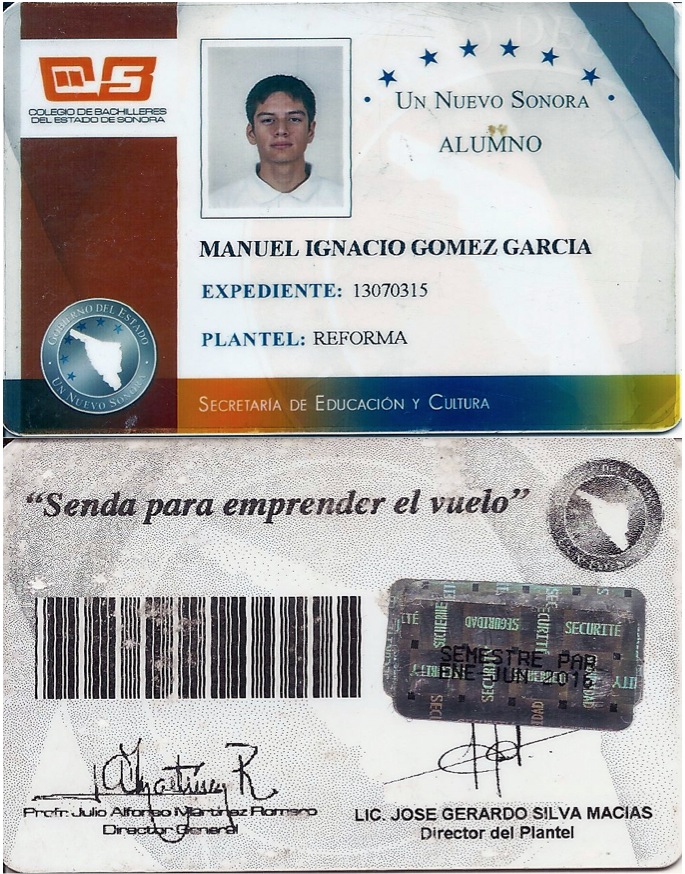 COLEGIO DE BACHILLERES
DEL ESTADO DE SONORA
UN NUEVO SONORA
ALUMNO
MANUEL IGNACIO GOMEZ GARCIA
EXPEDIENTE: 13070315
PLANTEL: REFORMA
GOBIERNO DEL ESTADO
UN NUEVO SONORA
SECRETARÍA DE EDUCACIÓN Y CULTURA
“Senda para emprender el vuelo”
SECURITE
SEGURIDAD
SEMESTRE PAR
ENE-JUN 2016
Profr. Julio Alfonso Martínez Romero
Director General
LIC. JOSE GERARDO SILVA MACIAS
Director del Plantel